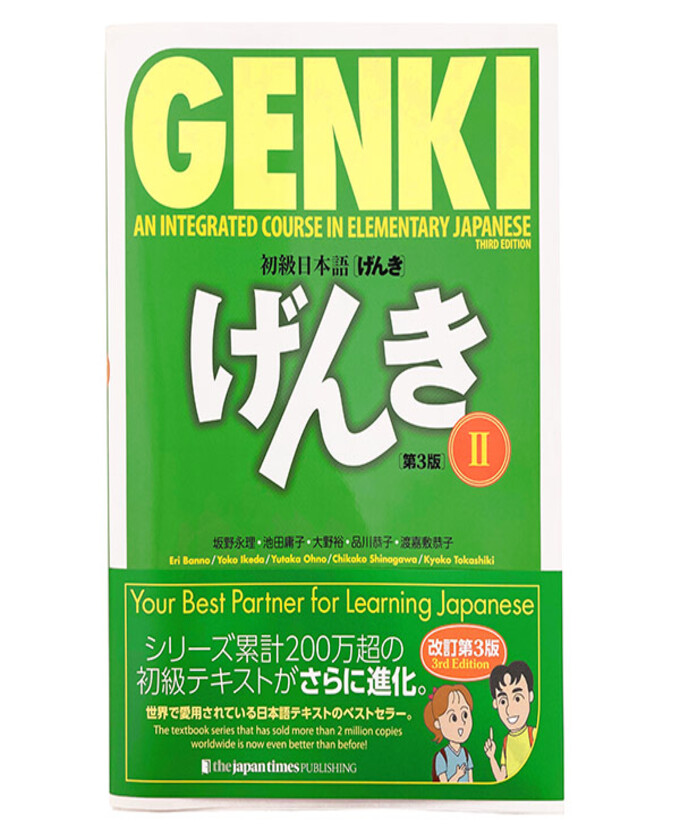 GENKI
AN INTEGRATED COURSE IN ELEMENTARY JAPANESE
THIRD EDITION
初級日本語[げんき]
げんき
[第3版]
II
坂野永理・池田庸子・大野裕・品川恭子・渡嘉敷恭子
Eri Banno/Yoko Ikeda/Yutaka Ohno/Chikako Shinagawa/Kyoko Tokashiki
Your Best Partner for Learning Japanese
シリーズ累計200万超の
初級テキストがさらに進化。
改訂第3版
3rd Edition
世界で愛用されている日本語テキストのベストセラー。
The textbook series that has sold more than 2 million copies
worldwide is now even better than before!
the japan times PUBLISHING